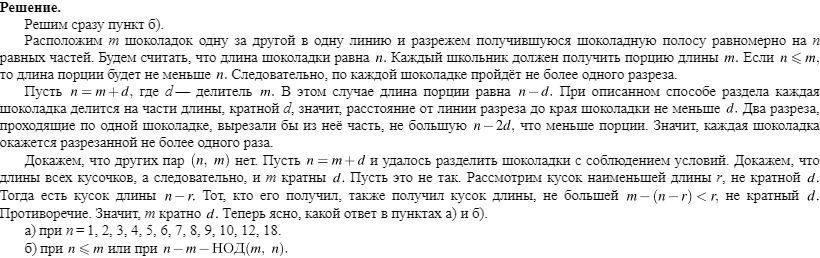 Решение.
Решим сразу пункт б).
Расположим m шоколадок одну за другой в одну линию и разрежем получившуюся шоколадную полосу равномерно на n
равных частей. Будем считать, что длина шоколадки равна n. Каждый школьник должен получить порцию длины m. Если n ⩽ m,
то длина порции будет не меньше n. Следовательно, по каждой шоколадке пройдёт не более одного разреза.
Пусть n = m + d, где d — делитель m. В этом случае длина порции равна n − d. При описанном способе раздела каждая
шоколадка делится на части длины, кратной d, значит, расстояние от линии разреза до края шоколадки не меньше d. Два разреза,
проходящие по одной шоколадке, вырезали бы из неё часть, не большую n − 2d, что меньше порции. Значит, каждая шоколадка
окажется разрезанной не более одного раза.
Докажем, что других пар (n, m) нет. Пусть n = m + d и удалось разделить шоколадки с соблюдением условий. Докажем, что
длины всех кусочков, а следовательно, и m кратны d. Пусть это не так. Рассмотрим кусок наименьшей длины r, не кратной d.
Тогда есть кусок длины n − r. Тот, кто его получил, также получил кусок длины, не большей m − (n − r) < r, не кратный d.
Противоречие. Значит, m кратно d. Теперь ясно, какой ответ в пунктах а) и б).
а) при n = 1, 2, 3, 4, 5, 6, 7, 8, 9, 10, 12, 18.
б) при n ⩽ m или при n − m − НОД(m, n).